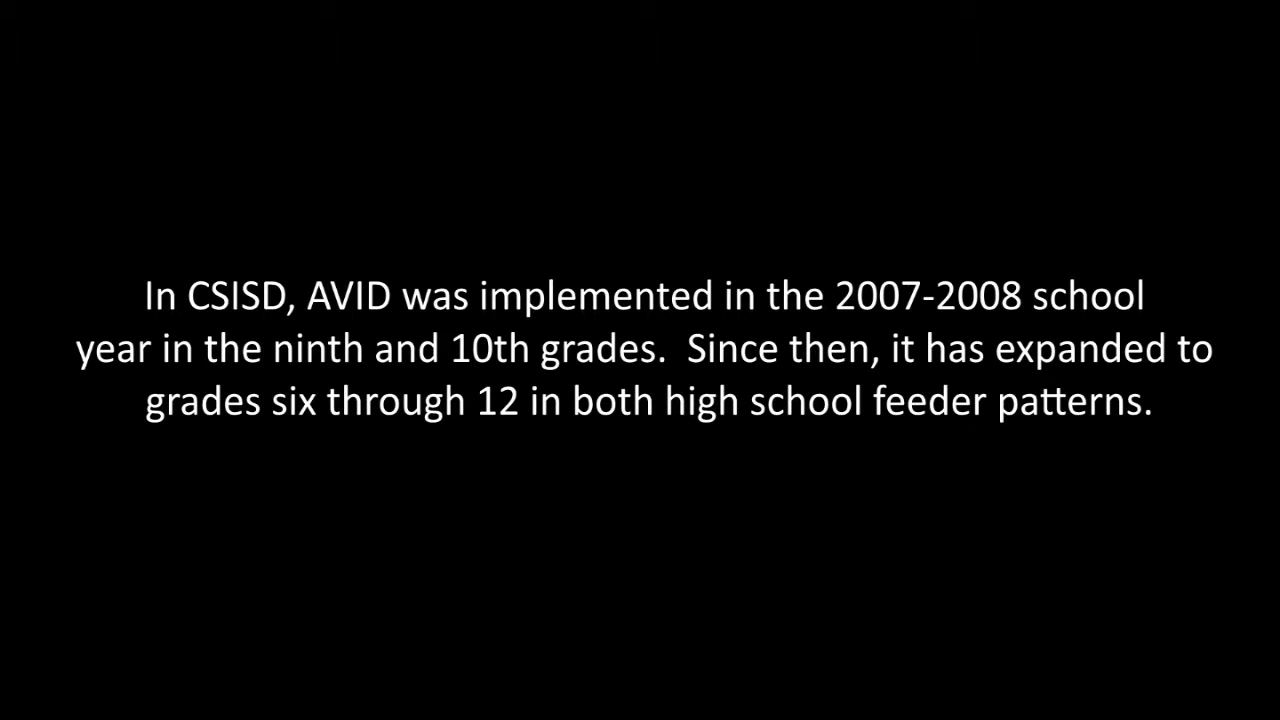 In CSISD, AVID was implemented in the 2007-2008 school
year in the ninth and 10th grades.  Since then, it has expanded to
grades six through 12 in both high school feeder patterns.